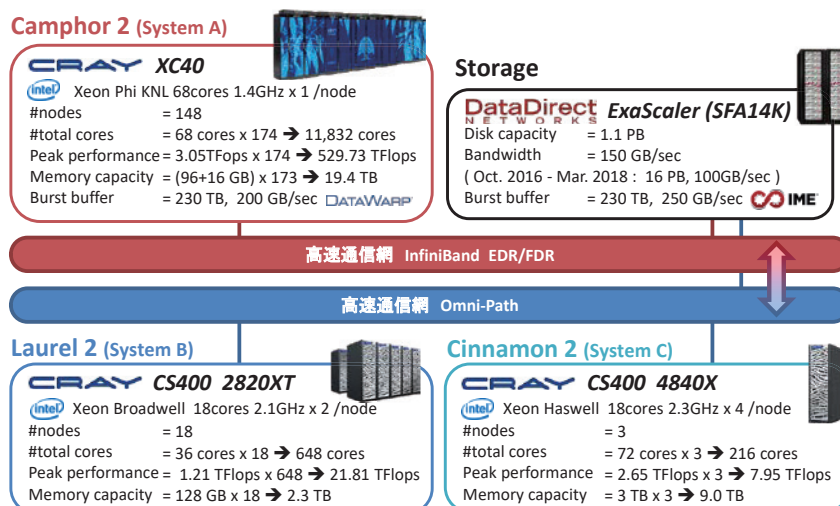 Camphor 2 (System A)
CRAY XC40
intel Xeon Phi KNL 68cores 1.4GHz x 1 /node
#nodes = 148
#total cores = 68 cores x 174 ➔ 11,832 cores
Peak performance = 3.05TFops x 174 ➔ 529.73 TFlops
Memory capacity = (96+16 GB) x 173 ➔ 19.4 TB
Burst buffer = 230 TB, 200 GB/sec DATAWARP
Storage
DataDirect NETWORKS ExaScaler (SFA14K)
Disk capacity = 1.1 PB
Bandwidth = 150 GB/sec
( Oct. 2016 - Mar. 2018 : 16 PB, 100GB/sec )
Burst buffer = 230 TB, 250 GB/sec IME
高速通信網 InfiniBand EDR/FDR
高速通信網 Omni-Path
Laurel 2 (System B)
CRAY CS400 2820XT
intel Xeon Broadwell 18cores 2.1GHz x 2 /node
#nodes = 18
#total cores = 36 cores x 18 ➔ 648 cores
Peak performance = 1.21 TFlops x 648 ➔ 21.81 TFlops
Memory capacity = 128 GB x 18 ➔ 2.3 TB
Cinnamon 2 (System C)
CRAY CS400 4840X
intel Xeon Haswell 18cores 2.3GHz x 4 /node
#nodes = 3
#total cores = 72 cores x 3 ➔ 216 cores
Peak performance = 2.65 TFlops x 3 ➔ 7.95 TFlops
Memory capacity = 3 TB x 3 ➔ 9.0 TB